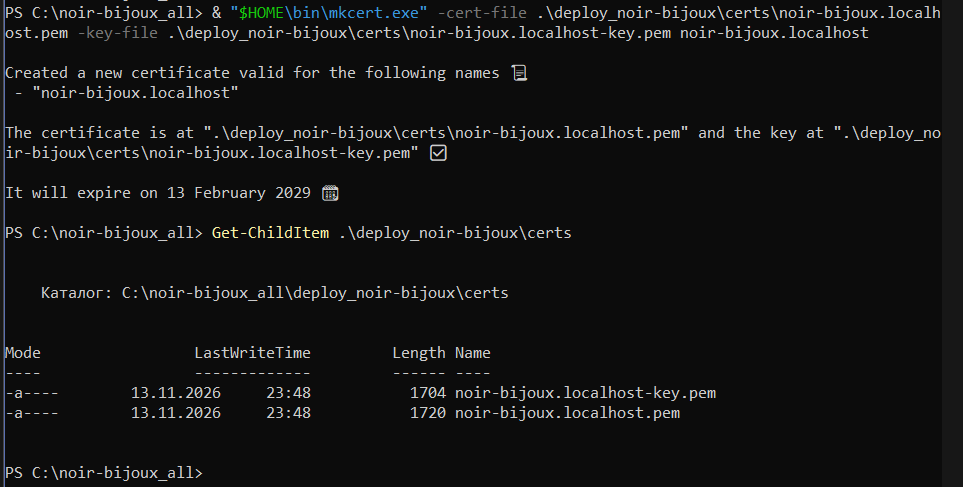 PS C:\noir-bijoux_all> & "$HOME\bin\mkcert.exe" -cert-file .\deploy_noir-bijoux\certs\noir-bijoux.localh
ost.pem -key-file .\deploy_noir-bijoux\certs\noir-bijoux.localhost-key.pem noir-bijoux.localhost
Created a new certificate valid for the following names 📜
 - "noir-bijoux.localhost"
The certificate is at ".\deploy_noir-bijoux\certs\noir-bijoux.localhost.pem" and the key at ".\deploy_no
ir-bijoux\certs\noir-bijoux.localhost-key.pem" ✅
It will expire on 13 February 2029 🗓
PS C:\noir-bijoux_all> Get-ChildItem .\deploy_noir-bijoux\certs
    Каталог: C:\noir-bijoux_all\deploy_noir-bijoux\certs
Mode                 LastWriteTime         Length Name
----                 -------------         ------ ----
-a----        13.11.2026     23:48           1704 noir-bijoux.localhost-key.pem
-a----        13.11.2026     23:48           1720 noir-bijoux.localhost.pem
PS C:\noir-bijoux_all>